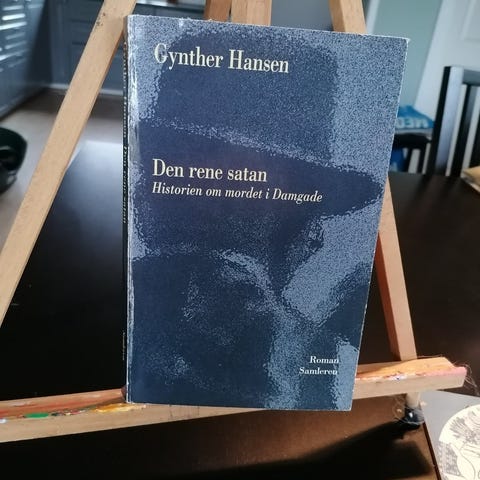 Gynther Hansen
Den rene satan
Historien om mordet i Damgade
Roman
Samleren